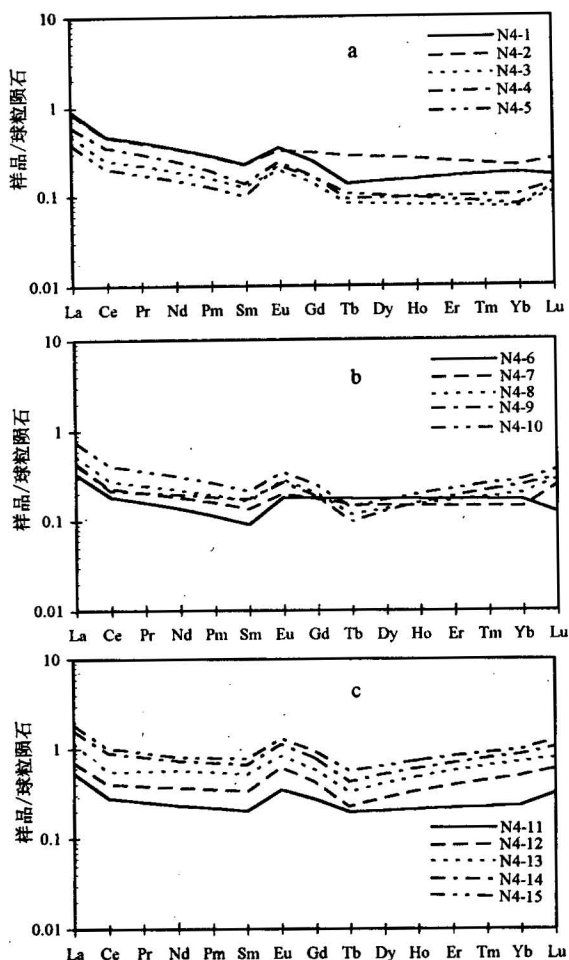 10
a
N4-1
N4-2
N4-3
N4-4
N4-5
1
0.1
0.01
样品/球粒陨石
La Ce Pr Nd Pm Sm Eu Gd Tb Dy Ho Er Tm Yb Lu
10
b
N4-6
N4-7
N4-8
N4-9
N4-10
1
0.1
0.01
样品/球粒陨石
La Ce Pr Nd Pm Sm Eu Gd Tb Dy Ho Er Tm Yb Lu
10
c
1
0.1
0.01
样品/球粒陨石
N4-11
N4-12
N4-13
N4-14
N4-15
La Ce Pr Nd Pm Sm Eu Gd Tb Dy Ho Er Tm Yb Lu